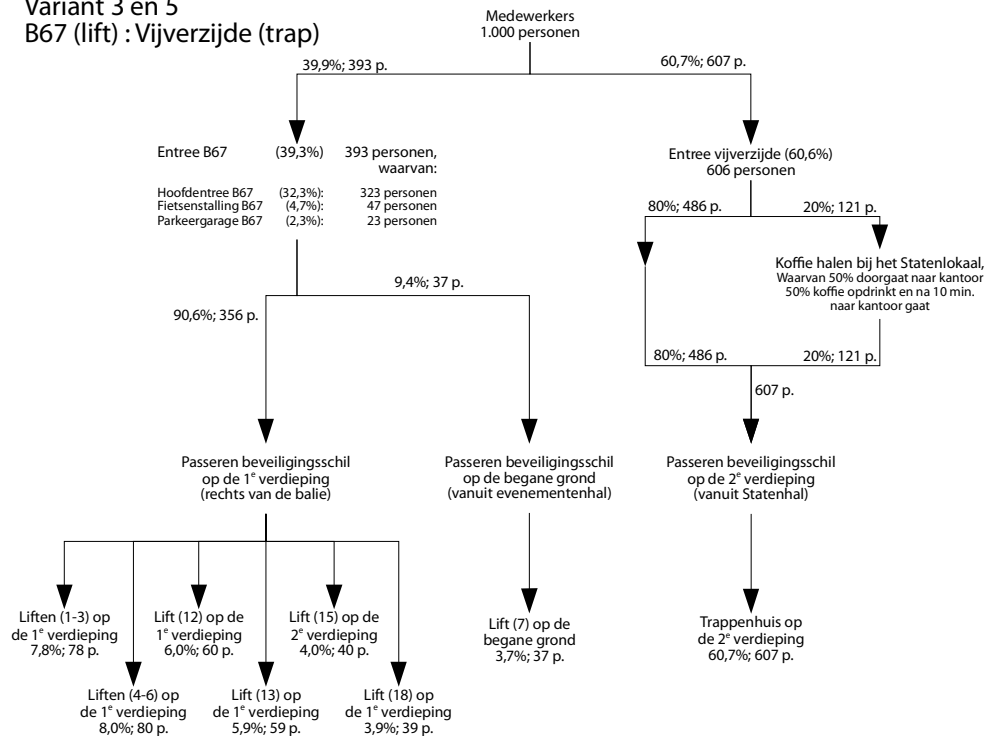 Variant 3 en 5
B67 (lift) : Vijverzijde (trap)
Medewerkers
1.000 personen
39,9%; 393 p.
60,7%; 607 p.
Entree B67 (39,3%) 393 personen,
waarvan:
Hoofdentree B67 (32,3%): 323 personen
Fietsenstalling B67 (4,7%): 47 personen
Parkeergarage B67 (2,3%): 23 personen
Entree vijverzijde (60,6%)
606 personen
80%; 486 p.
20%; 121 p.
Koffie halen bij het Statenlokaal,
Waarvan 50% doorgaat naar kantoor
50% koffie opdrinkt en na 10 min.
naar kantoor gaat
9,4%; 37 p.
90,6%; 356 p.
80%; 486 p.
20%; 121 p.
607 p.
Passeren beveiligingsschil
op de 1e verdieping
(rechts van de balie)
Passeren beveiligingsschil
op de begane grond
(vanuit evenementenhal)
Passeren beveiligingsschil
op de 2e verdieping
(vanuit Statenhal)
Liften (1-3) op
de 1e verdieping
7,8%; 78 p.
Lift (12) op de
1e verdieping
6,0%; 60 p.
Lift (15) op de
2e verdieping
4,0%; 40 p.
Lift (7) op de
begane grond
3,7%; 37 p.
Trappenhuis op
de 2e verdieping
60,7%; 607 p.
Liften (4-6) op
de 1e verdieping
8,0%; 80 p.
Lift (13) op
de 1e verdieping
5,9%; 59 p.
Lift (18) op
de 1e verdieping
3,9%; 39 p.